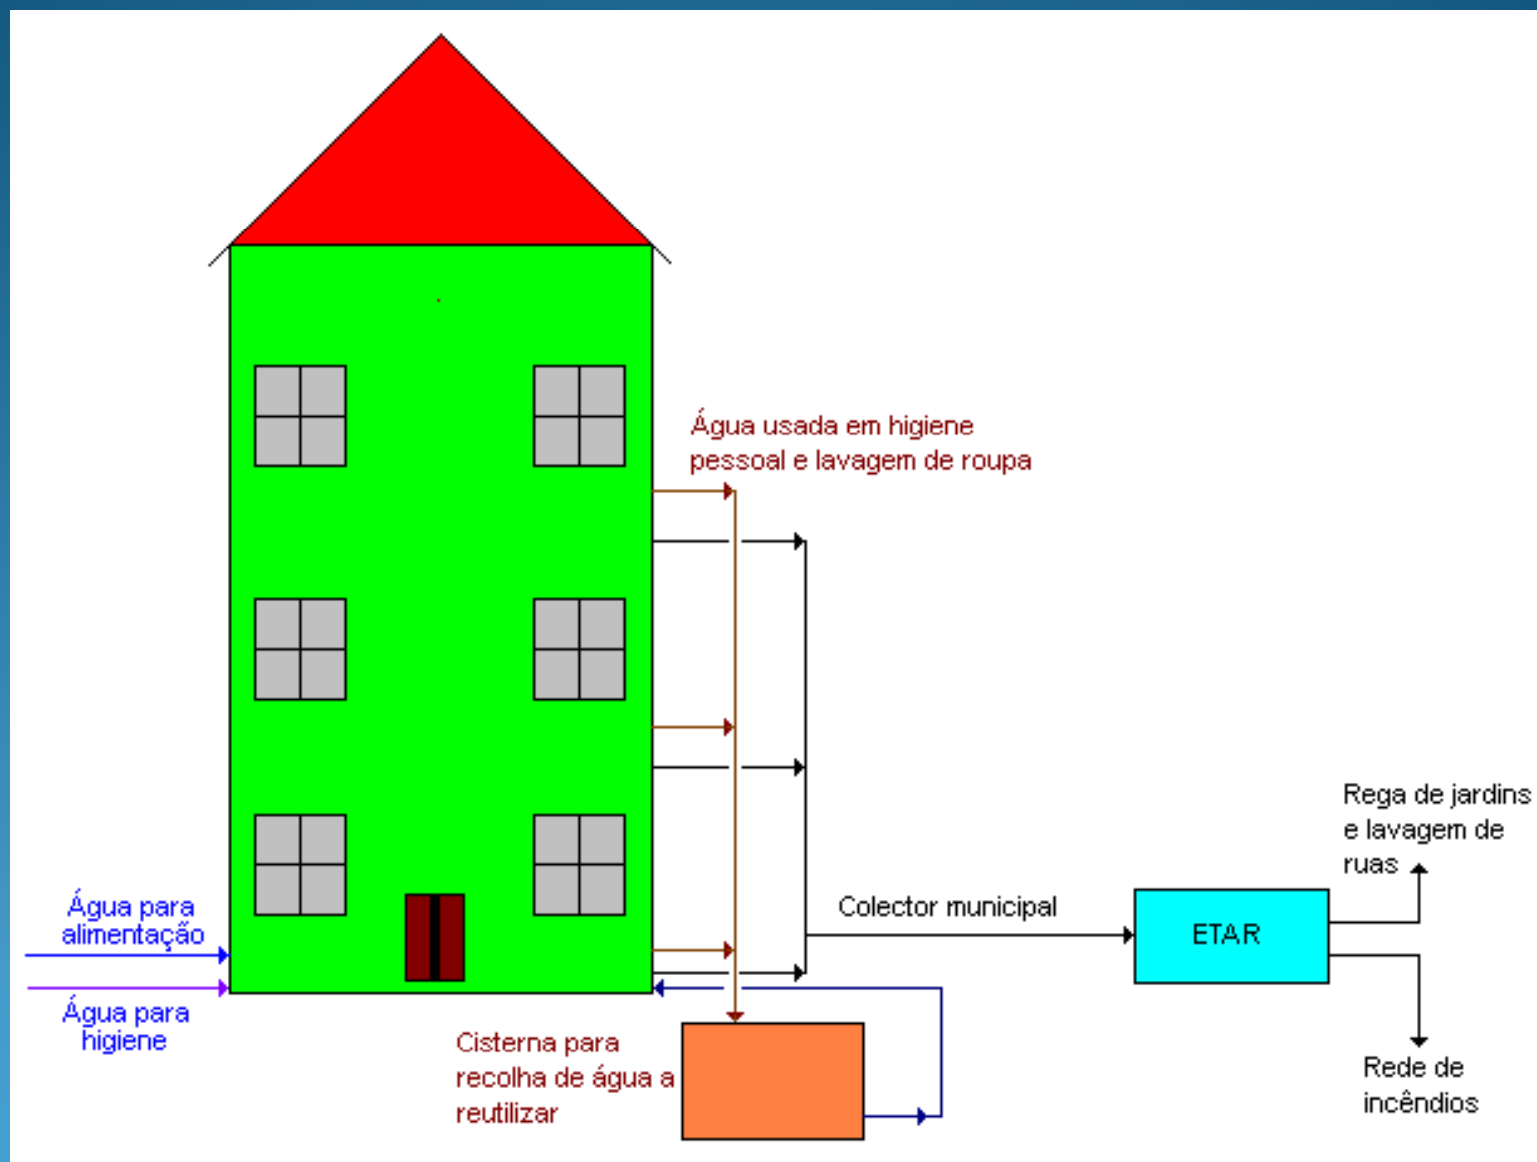 Água usada em higiene
pessoal e lavagem de roupa
Rega de jardins
e lavagem de
ruas
Água para
alimentação
Colector municipal
ETAR
Água para
higiene
Cisterna para
recolha de água a
reutilizar
Rede de
incêndios